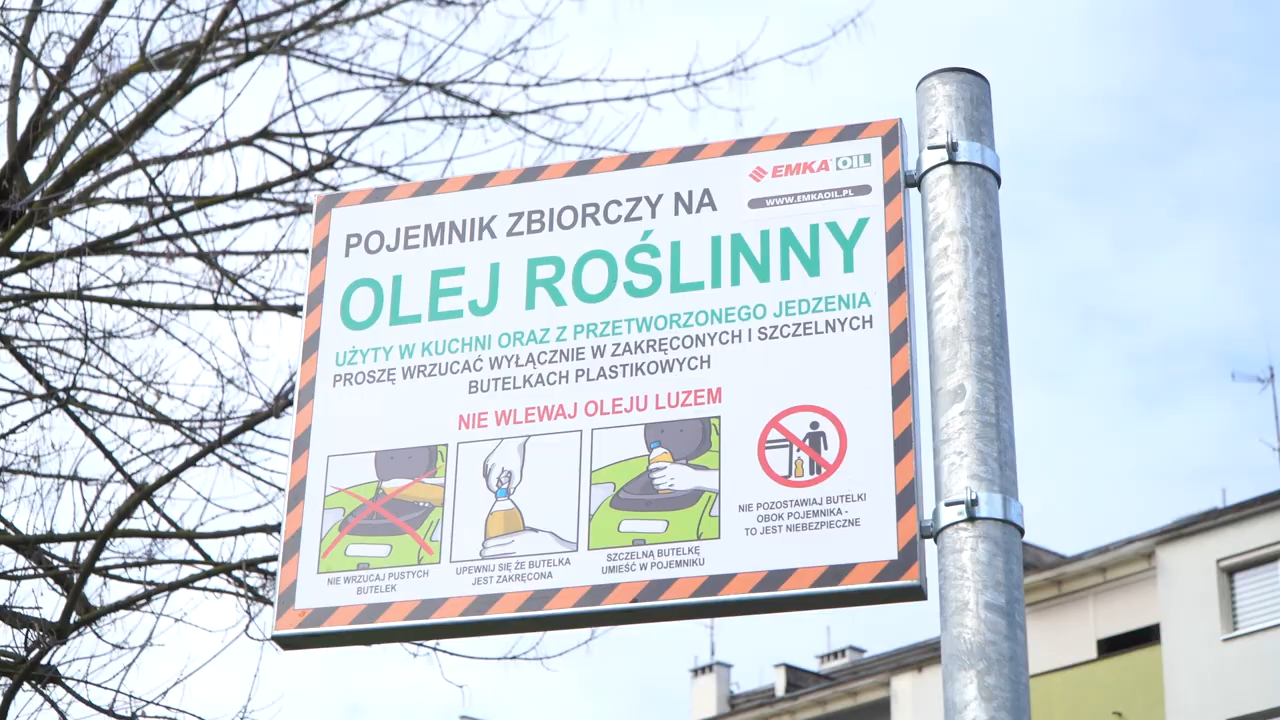 EMKA OIL
WWW.EMKAOIL.PL
POJEMNIK ZBIORCZY NA
OLEJ ROŚLINNY
UŻYTY W KUCHNI ORAZ Z PRZETWORZONEGO JEDZENIA
PROSZĘ WRZUCAĆ WYŁĄCZNIE W ZAKRĘCONYCH I SZCZELNYCH
BUTELKACH PLASTIKOWYCH
NIE WLEWAJ OLEJU LUZEM
NIE WRZUCAJ PUSTYCH
BUTELEK
UPEWNIJ SIĘ ŻE BUTELKA
JEST ZAKRĘCONA
SZCZELNĄ BUTELKĘ
UMIEŚĆ W POJEMNIKU
NIE POZOSTAWIAJ BUTELKI
OBOK POJEMNIKA -
TO JEST NIEBEZPIECZNE